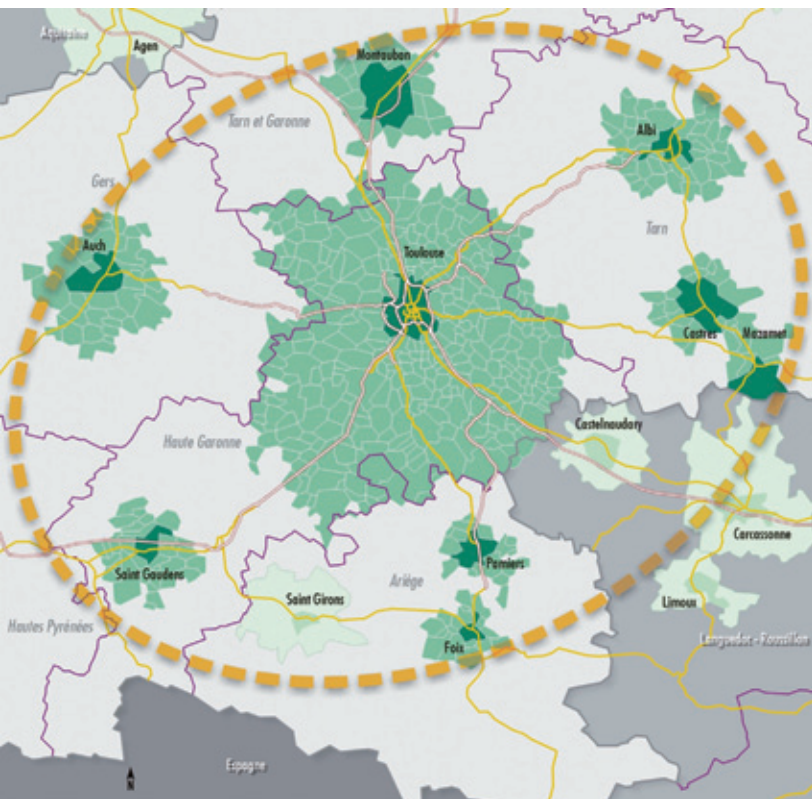 Aquitaine
Agen
Montauban
Tarn et Garonne
Albi
Gers
Tarn
Auch
Toulouse
Castres
Mazamet
Castelnaudary
Haute Garonne
Carcassonne
Pamiers
Saint Gaudens
Ariège
Saint Girons
Limoux
Hautes Pyrénées
Foix
Languedoc - Roussillon
Espagne
N